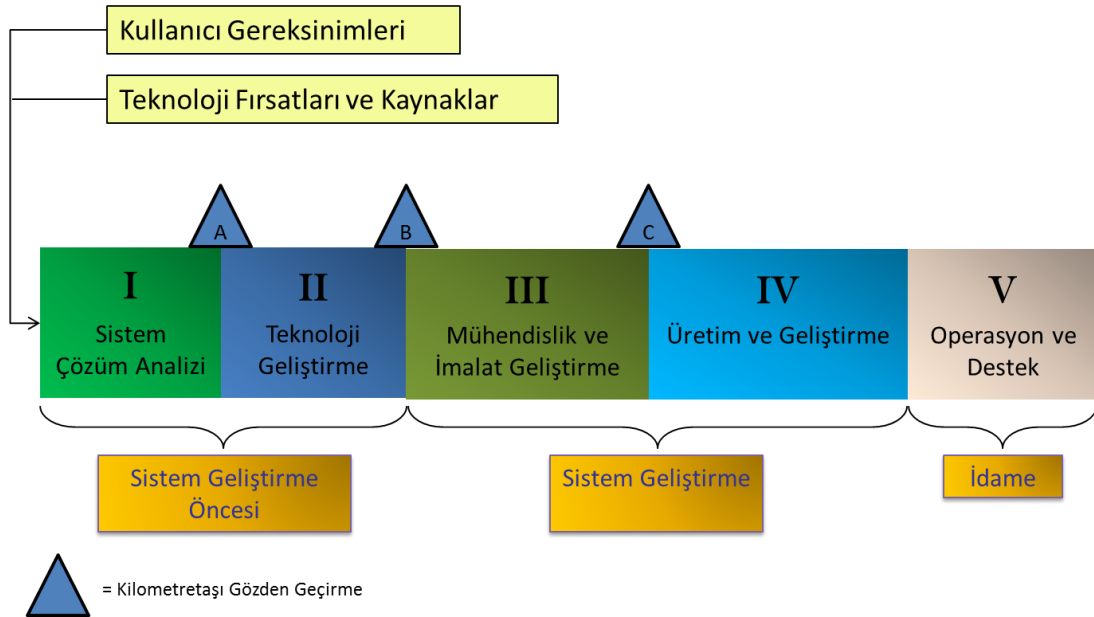 Kullanıcı Gereksinimleri
Teknoloji Fırsatları ve Kaynaklar
A
B
C
I
Sistem
Çözüm Analizi
II
Teknoloji
Geliştirme
III
Mühendislik ve
İmalat Geliştirme
IV
Üretim ve Geliştirme
V
Operasyon ve
Destek
Sistem Geliştirme
Öncesi
Sistem Geliştirme
İdame
= Kilometretaşı Gözden Geçirme